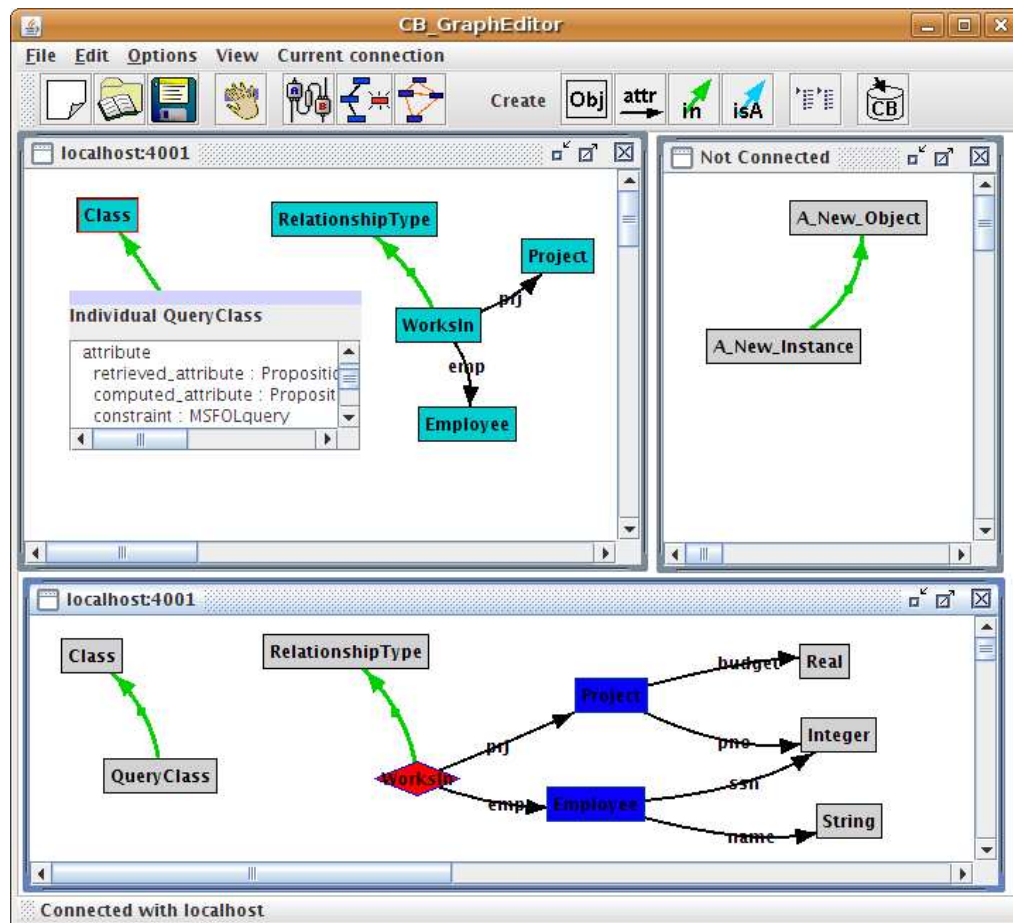 CB_GraphEditor
File Edit Options View Current connection
A B Create Obj attr in isA CB
localhost:4001
Class
RelationshipType
Project
prj
WorksIn
emp
Employee
Individual QueryClass
attribute
retrieved_attribute : Propositic
computed_attribute : Proposit
constraint : MSFOLquery
Not Connected
A_New_Object
A_New_Instance
localhost:4001
Class
QueryClass
RelationshipType
WorksIn
prj
emp
Project
Employee
budget
pno
ssn
name
Real
Integer
String
Connected with localhost